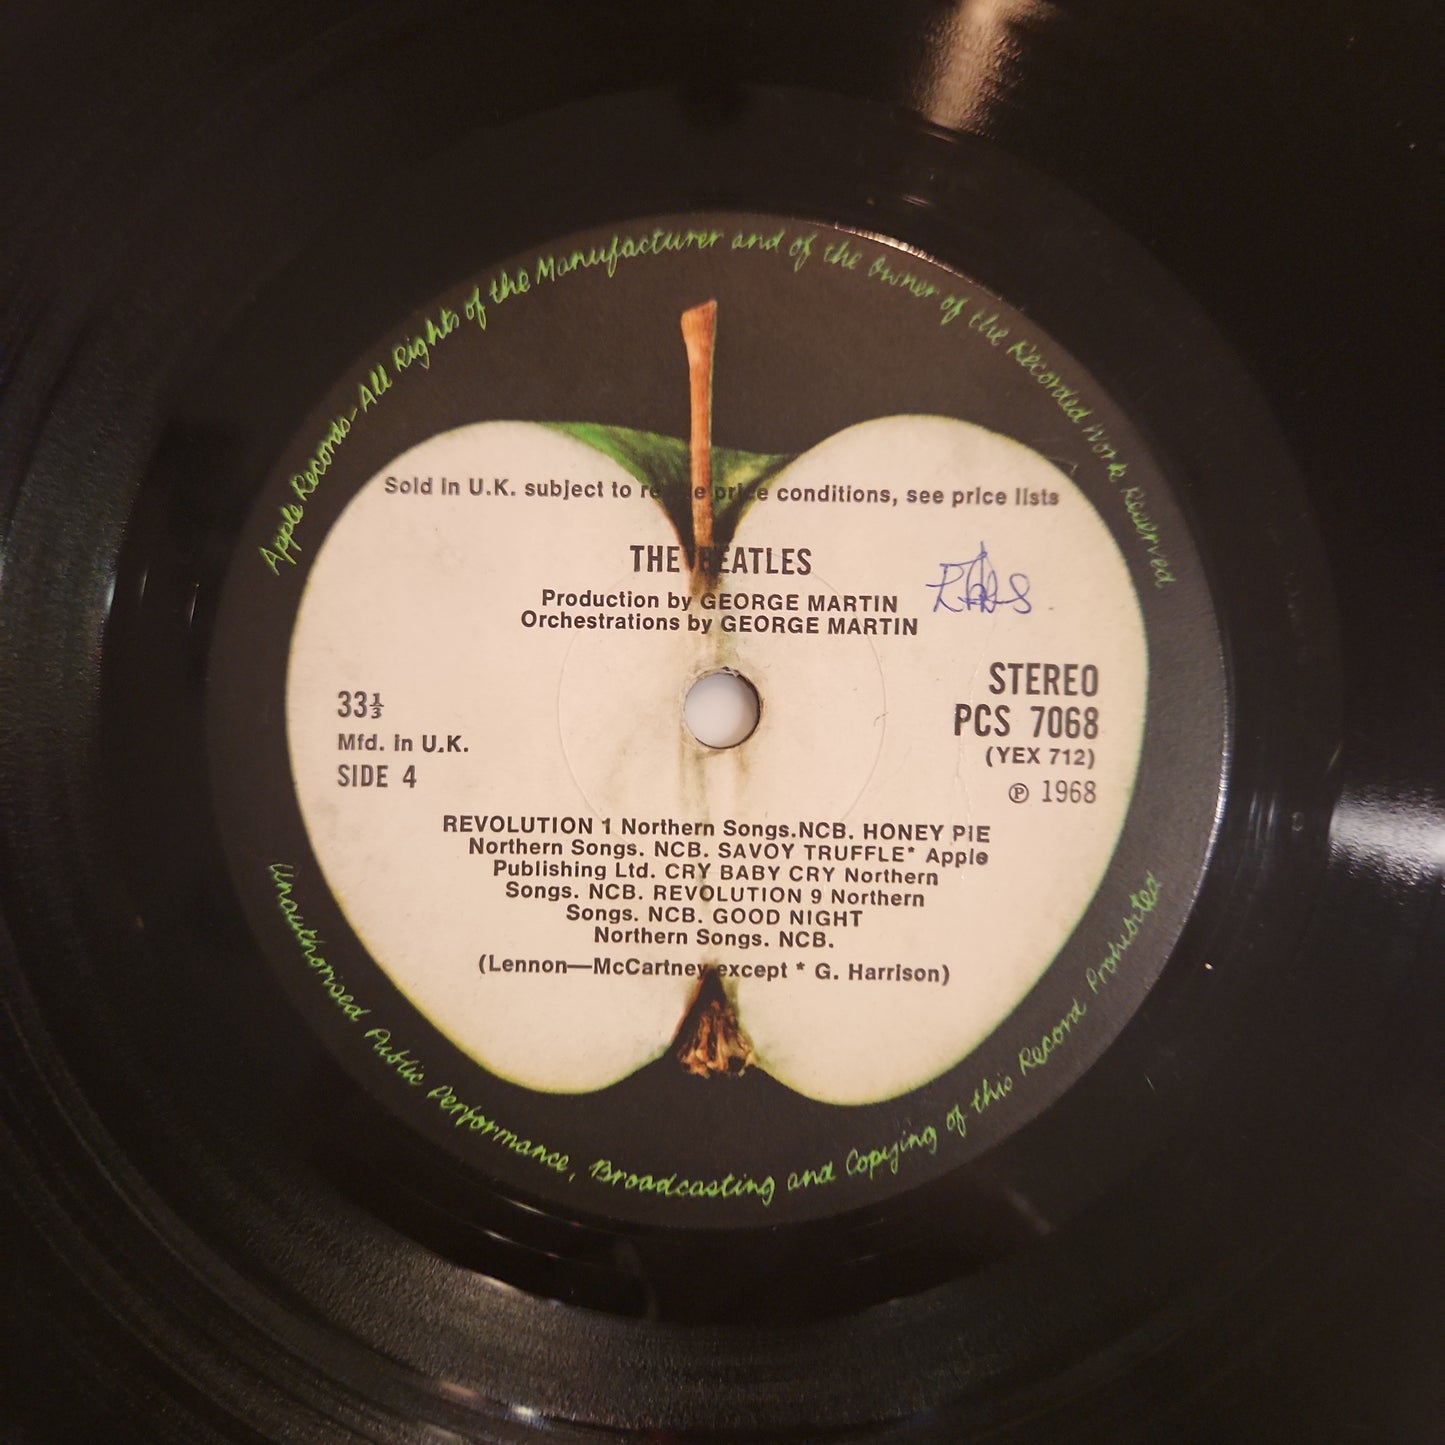 Apple Records-All Rights of the Manufacturer and of the Owner of the Recorded Work Reserved
Sold in U.K. subject to price conditions, see price lists
THE BEATLES
Production by GEORGE MARTIN
Orchestrations by GEORGE MARTIN
33⅓
Mfd. in U.K.
SIDE 4
STEREO
PCS 7068
(YEX 712)
℗ 1968
REVOLUTION 1 Northern Songs.NCB. HONEY PIE
Northern Songs. NCB. SAVOY TRUFFLE* Apple
Publishing Ltd. CRY BABY CRY Northern
Songs. NCB. REVOLUTION 9 Northern
Songs. NCB. GOOD NIGHT
Northern Songs. NCB.
(Lennon—McCartney except * G. Harrison)
Unauthorised Public Performance, Broadcasting and Copying of this Record Prohibited